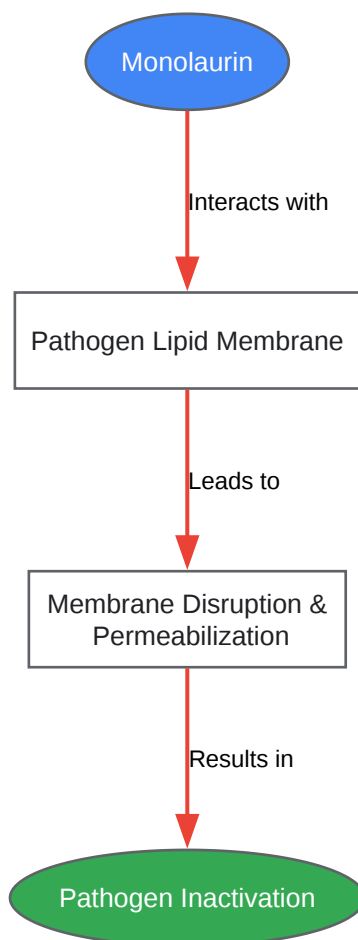 Monolaurin
Interacts with
Pathogen Lipid Membrane
Leads to
Membrane Disruption &
Permeabilization
Results in
Pathogen Inactivation